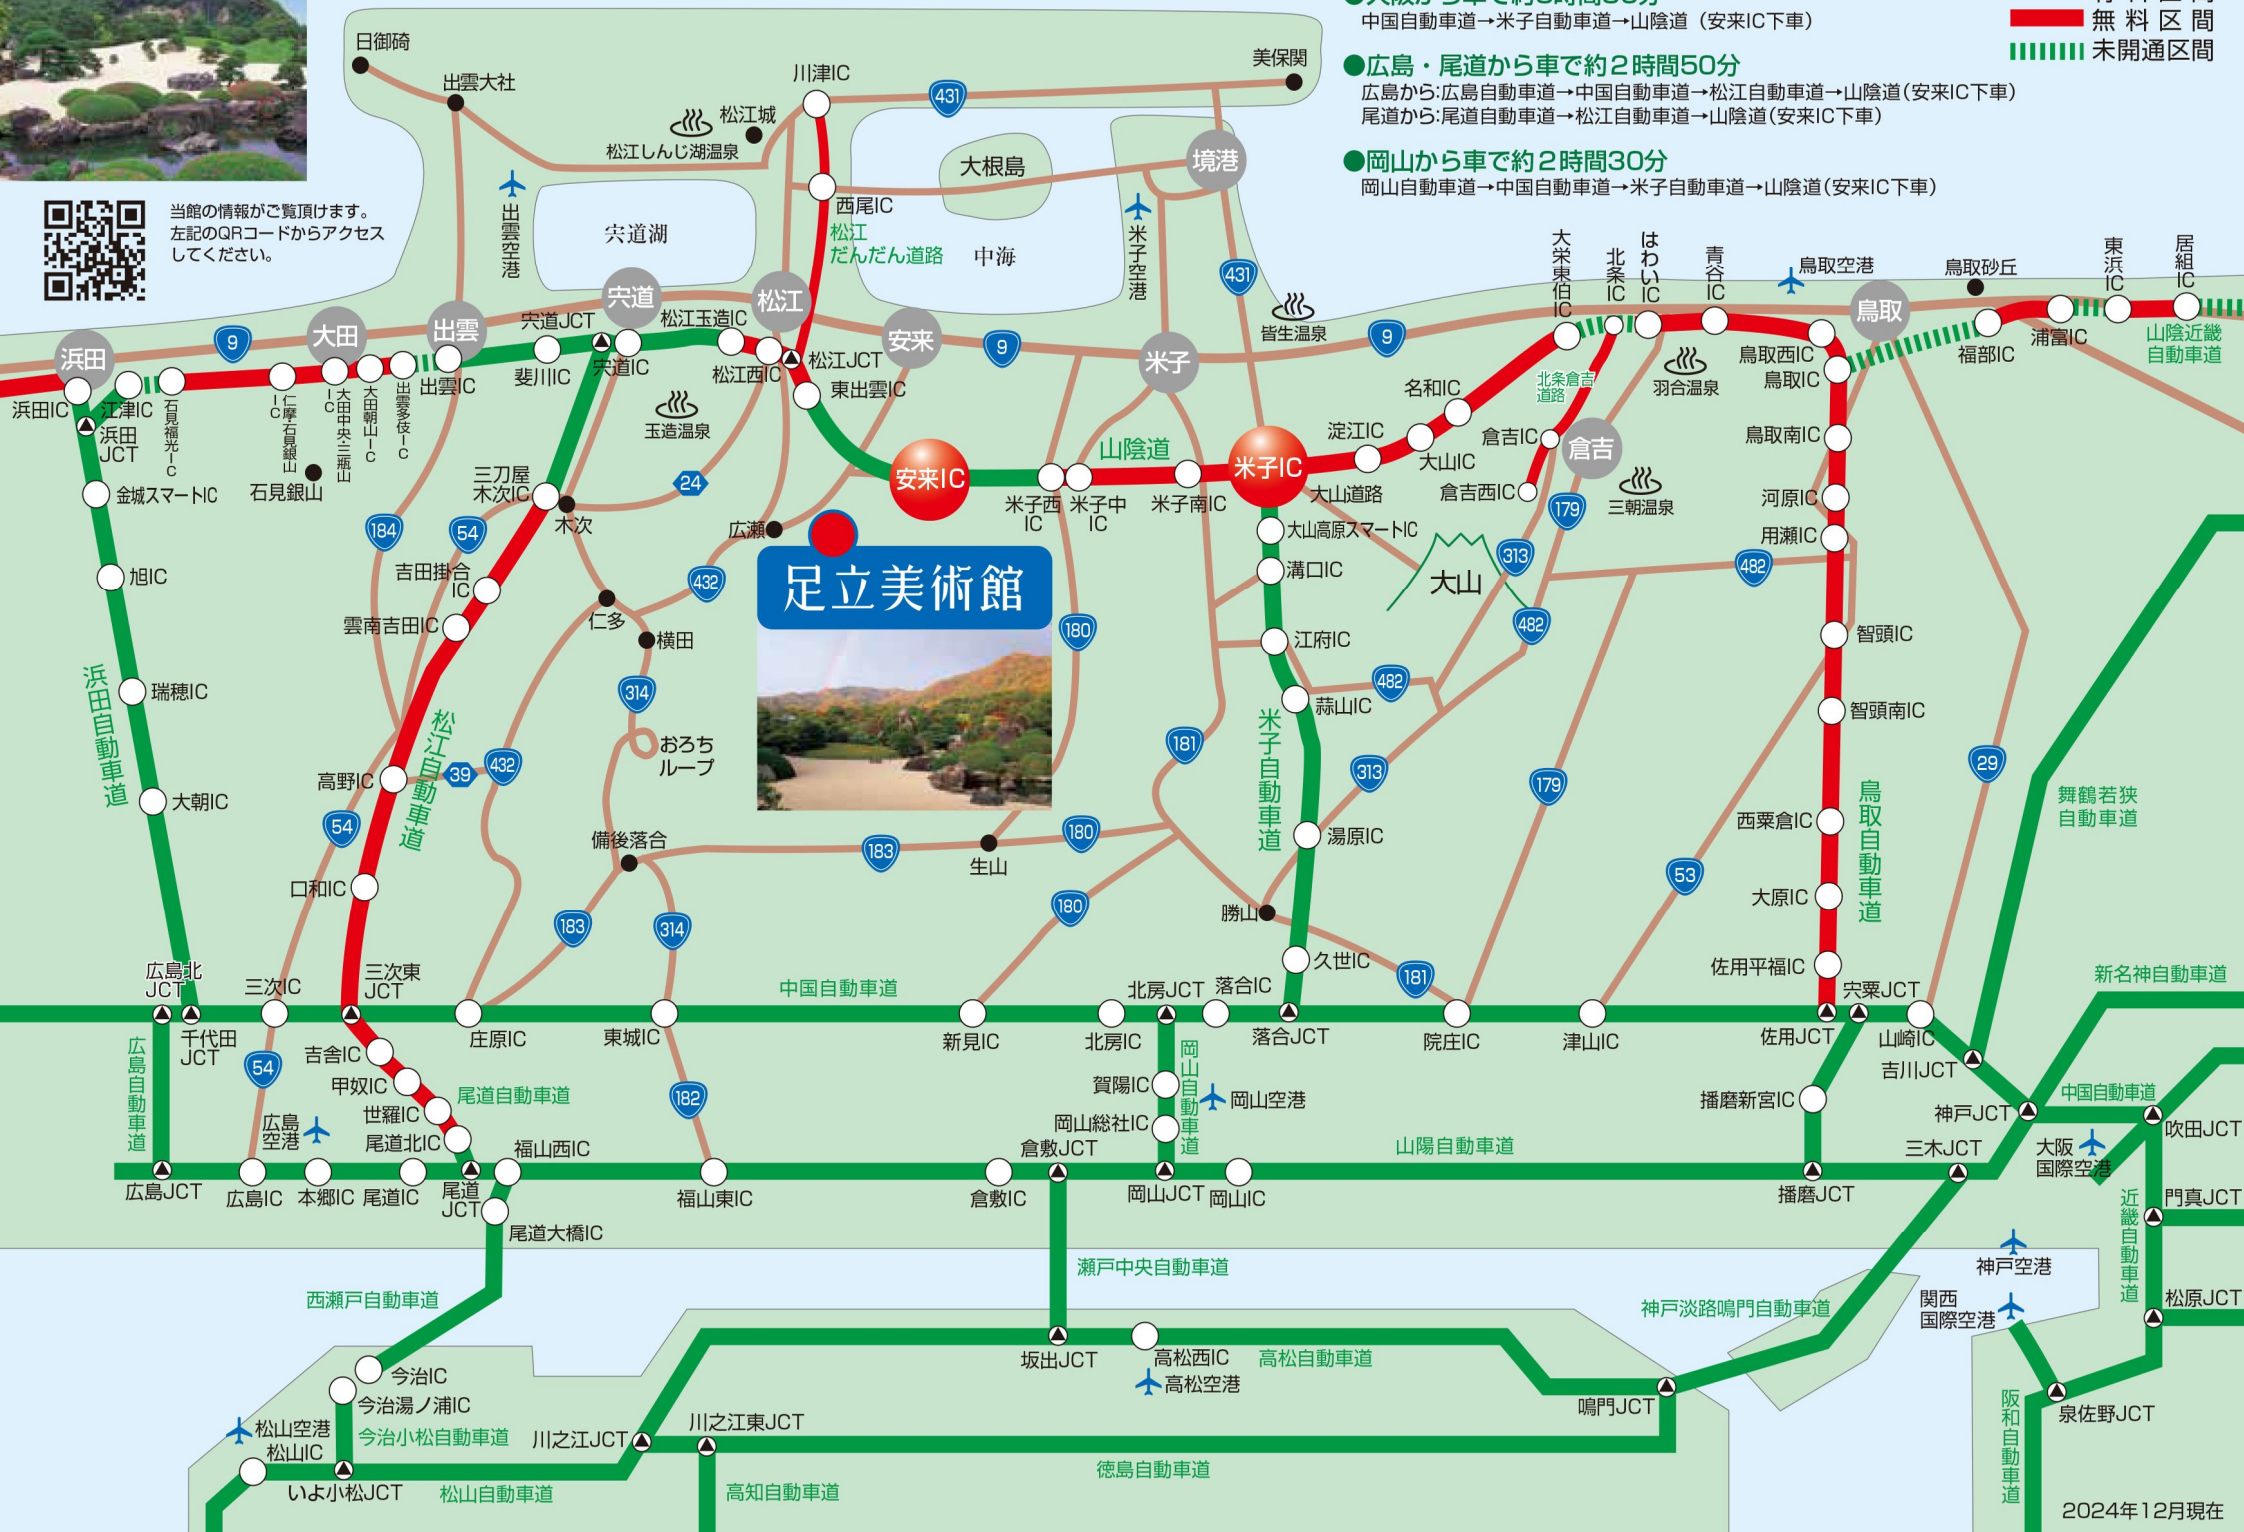 中国自動車道→米子自動車道→山陰道（安来IC下車）
●広島・尾道から車で約２時間50分
広島から:広島自動車道→中国自動車道→松江自動車道→山陰道(安来IC下車)
尾道から:尾道自動車道→松江自動車道→山陰道(安来IC下車)
●岡山から車で約２時間30分
岡山自動車道→中国自動車道→米子自動車道→山陰道(安来IC下車)
無料区間
未開通区間
当館の情報がご覧頂けます。
左記のQRコードからアクセス
してください。
日御碕
出雲大社
川津IC
431
美保関
松江城
松江しんじ湖温泉
大根島
境港
出雲空港
宍道湖
西尾IC
松江
だんだん道路
中海
米子空港
431
皆生温泉
大栄東伯IC
北条IC
はわいIC
青谷IC
鳥取空港
鳥取砂丘
東浜IC
居組IC
浜田
9
大田
出雲
宍道JCT
宍道
松江玉造IC
松江
安来
9
米子
9
鳥取
鳥取西IC
鳥取IC
福部IC
浦富IC
山陰近畿
自動車道
浜田IC
江津IC
浜田
JCT
石見福光IC
仁摩・石見銀山IC
石見銀山
大田中央・三瓶山IC
大田朝山IC
出雲多伎IC
出雲IC
斐川IC
宍道IC
松江西IC
松江JCT
東出雲IC
玉造温泉
羽合温泉
北条倉吉
道路
名和IC
淀江IC
大山IC
倉吉IC
倉吉
倉吉西IC
鳥取南IC
金城スマートIC
三刀屋
木次IC
24
木次
安来IC
山陰道
米子西
IC
米子中
IC
米子南IC
米子IC
大山道路
179
三朝温泉
河原IC
用瀬IC
184
54
広瀬
大山高原スマートIC
旭IC
吉田掛合
IC
432
足立美術館
溝口IC
大山
313
482
雲南吉田IC
仁多
横田
180
江府IC
482
智頭IC
瑞穂IC
314
482
蒜山IC
智頭南IC
浜田自動車道
松江自動車道
おろち
ループ
181
米子自動車道
313
179
29
高野IC
39
432
大朝IC
54
舞鶴若狭
自動車道
西粟倉IC
鳥取自動車道
備後落合
183
生山
180
湯原IC
口和IC
53
大原IC
183
314
180
勝山
広島北
JCT
三次IC
三次東
JCT
中国自動車道
北房JCT
落合IC
久世IC
181
佐用平福IC
宍粟JCT
新名神自動車道
千代田
JCT
庄原IC
東城IC
新見IC
北房IC
落合JCT
院庄IC
津山IC
佐用JCT
山崎IC
吉川JCT
広島自動車道
54
吉舎IC
甲奴IC
世羅IC
尾道北IC
尾道自動車道
182
賀陽IC
岡山総社IC
岡山自動車道
岡山空港
播磨新宮IC
神戸JCT
中国自動車道
吹田JCT
広島
空港
福山西IC
倉敷JCT
山陽自動車道
三木JCT
大阪
国際空港
広島JCT
広島IC
本郷IC
尾道IC
尾道
JCT
福山東IC
倉敷IC
岡山JCT
岡山IC
播磨JCT
門真JCT
近畿自動車道
尾道大橋IC
瀬戸中央自動車道
神戸空港
西瀬戸自動車道
神戸淡路鳴門自動車道
関西
国際空港
松原JCT
坂出JCT
高松西IC
高松自動車道
高松空港
今治IC
今治湯ノ浦IC
鳴門JCT
泉佐野JCT
阪和自動車道
松山空港
松山IC
今治小松自動車道
川之江JCT
川之江東JCT
徳島自動車道
いよ小松JCT
松山自動車道
高知自動車道
2024年12月現在